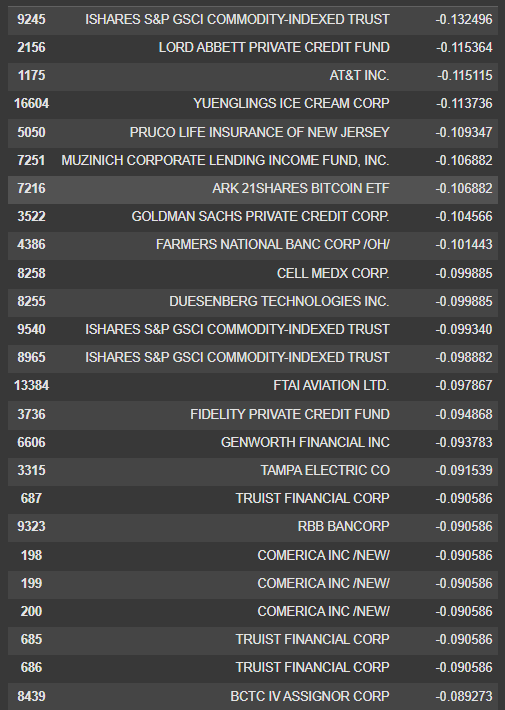 9245 ISHARES S&P GSCI COMMODITY-INDEXED TRUST -0.132496
2156 LORD ABBETT PRIVATE CREDIT FUND -0.115364
1175 AT&T INC. -0.115115
16604 YUENGLINGS ICE CREAM CORP -0.113736
5050 PRUCO LIFE INSURANCE OF NEW JERSEY -0.109347
7251 MUZINICH CORPORATE LENDING INCOME FUND, INC. -0.106882
7216 ARK 21SHARES BITCOIN ETF -0.106882
3522 GOLDMAN SACHS PRIVATE CREDIT CORP. -0.104566
4386 FARMERS NATIONAL BANC CORP /OH/ -0.101443
8258 CELL MEDX CORP. -0.099885
8255 DUESENBERG TECHNOLOGIES INC. -0.099885
9540 ISHARES S&P GSCI COMMODITY-INDEXED TRUST -0.099340
8965 ISHARES S&P GSCI COMMODITY-INDEXED TRUST -0.098882
13384 FTAI AVIATION LTD. -0.097867
3736 FIDELITY PRIVATE CREDIT FUND -0.094868
6606 GENWORTH FINANCIAL INC -0.093783
3315 TAMPA ELECTRIC CO -0.091539
687 TRUIST FINANCIAL CORP -0.090586
9323 RBB BANCORP -0.090586
198 COMERICA INC /NEW/ -0.090586
199 COMERICA INC /NEW/ -0.090586
200 COMERICA INC /NEW/ -0.090586
685 TRUIST FINANCIAL CORP -0.090586
686 TRUIST FINANCIAL CORP -0.090586
8439 BCTC IV ASSIGNOR CORP -0.089273